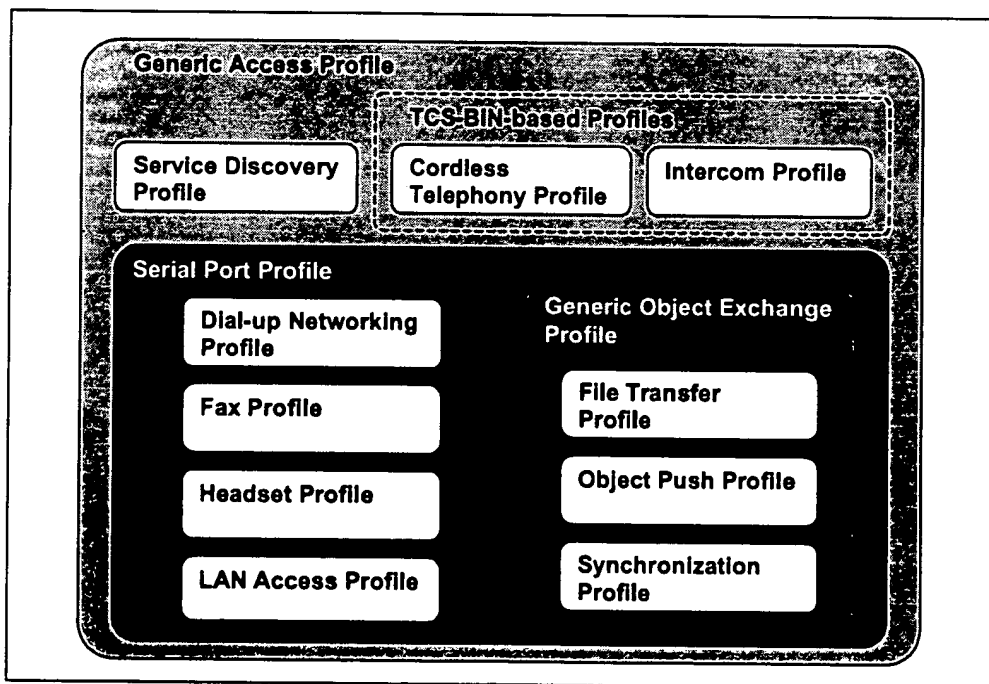 Generic Access Profile
TCS-BIN-based Profiles
Service Discovery
Profile
Cordless
Telephony Profile
Intercom Profile
Serial Port Profile
Dial-up Networking
Profile
Fax Profile
Headset Profile
LAN Access Profile
Generic Object Exchange
Profile
File Transfer
Profile
Object Push Profile
Synchronization
Profile